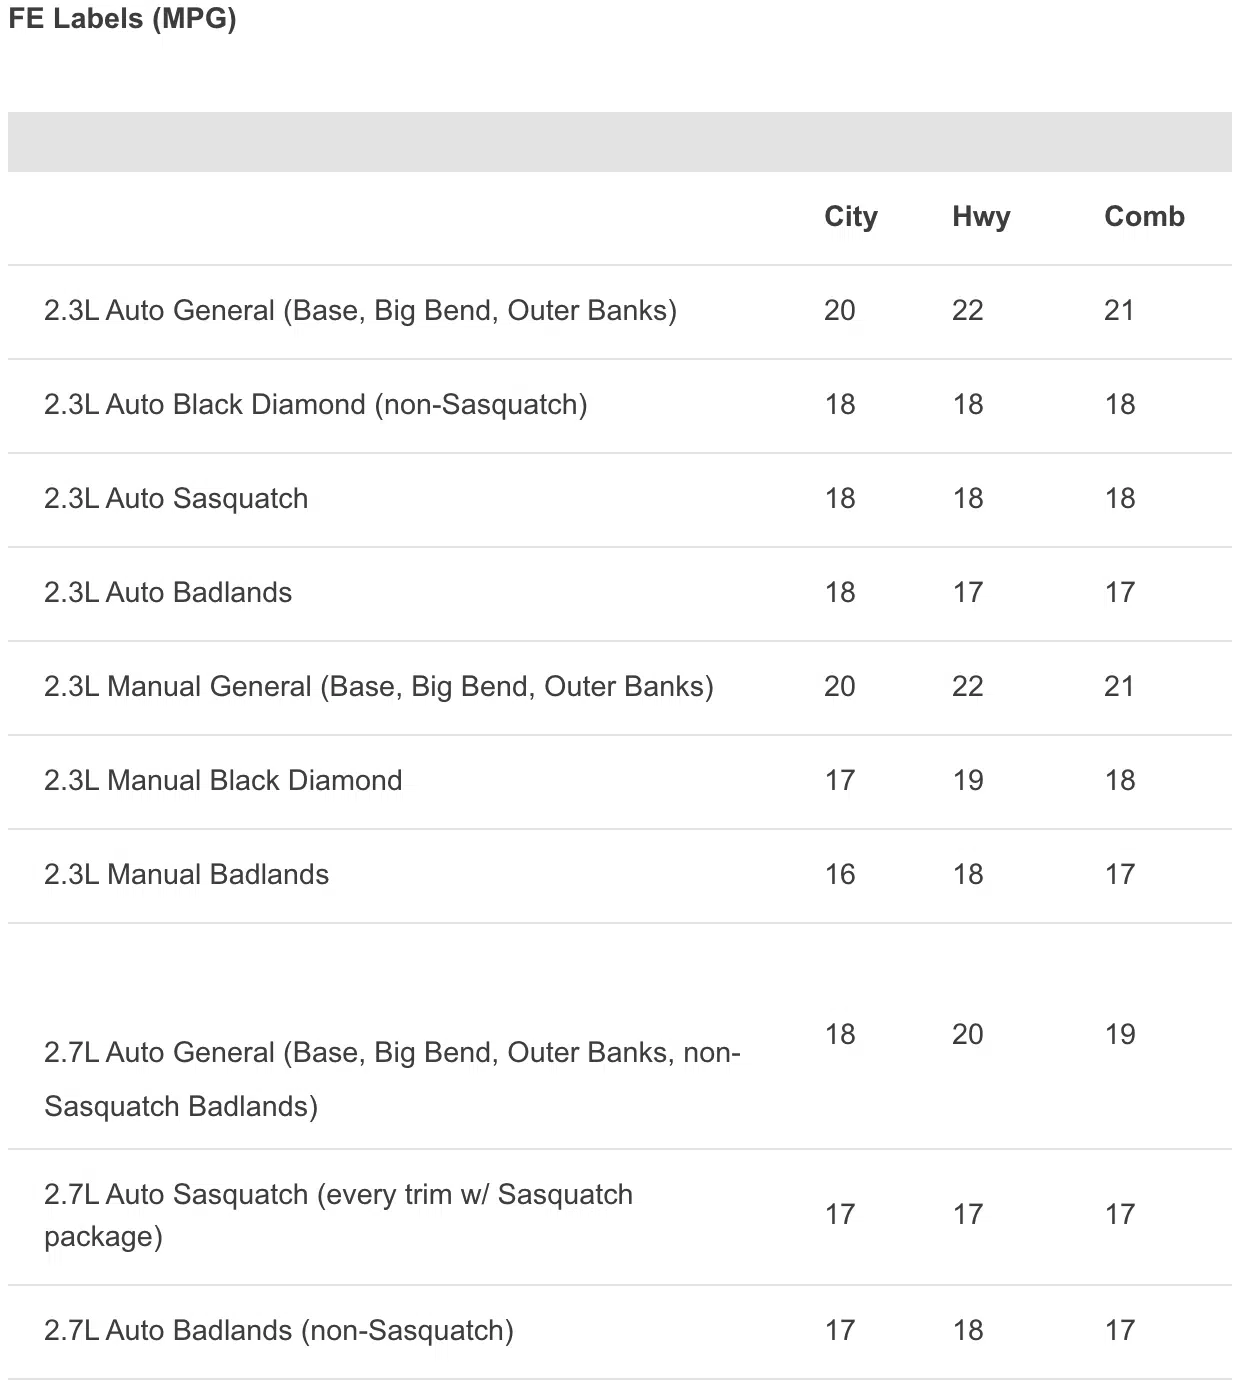 FE Labels (MPG)
City Hwy Comb
2.3L Auto General (Base, Big Bend, Outer Banks) 20 22 21
2.3L Auto Black Diamond (non-Sasquatch) 18 18 18
2.3L Auto Sasquatch 18 18 18
2.3L Auto Badlands 18 17 17
2.3L Manual General (Base, Big Bend, Outer Banks) 20 22 21
2.3L Manual Black Diamond 17 19 18
2.3L Manual Badlands 16 18 17
2.7L Auto General (Base, Big Bend, Outer Banks, non- 18 20 19
Sasquatch Badlands)
2.7L Auto Sasquatch (every trim w/ Sasquatch 17 17 17
package)
2.7L Auto Badlands (non-Sasquatch) 17 18 17